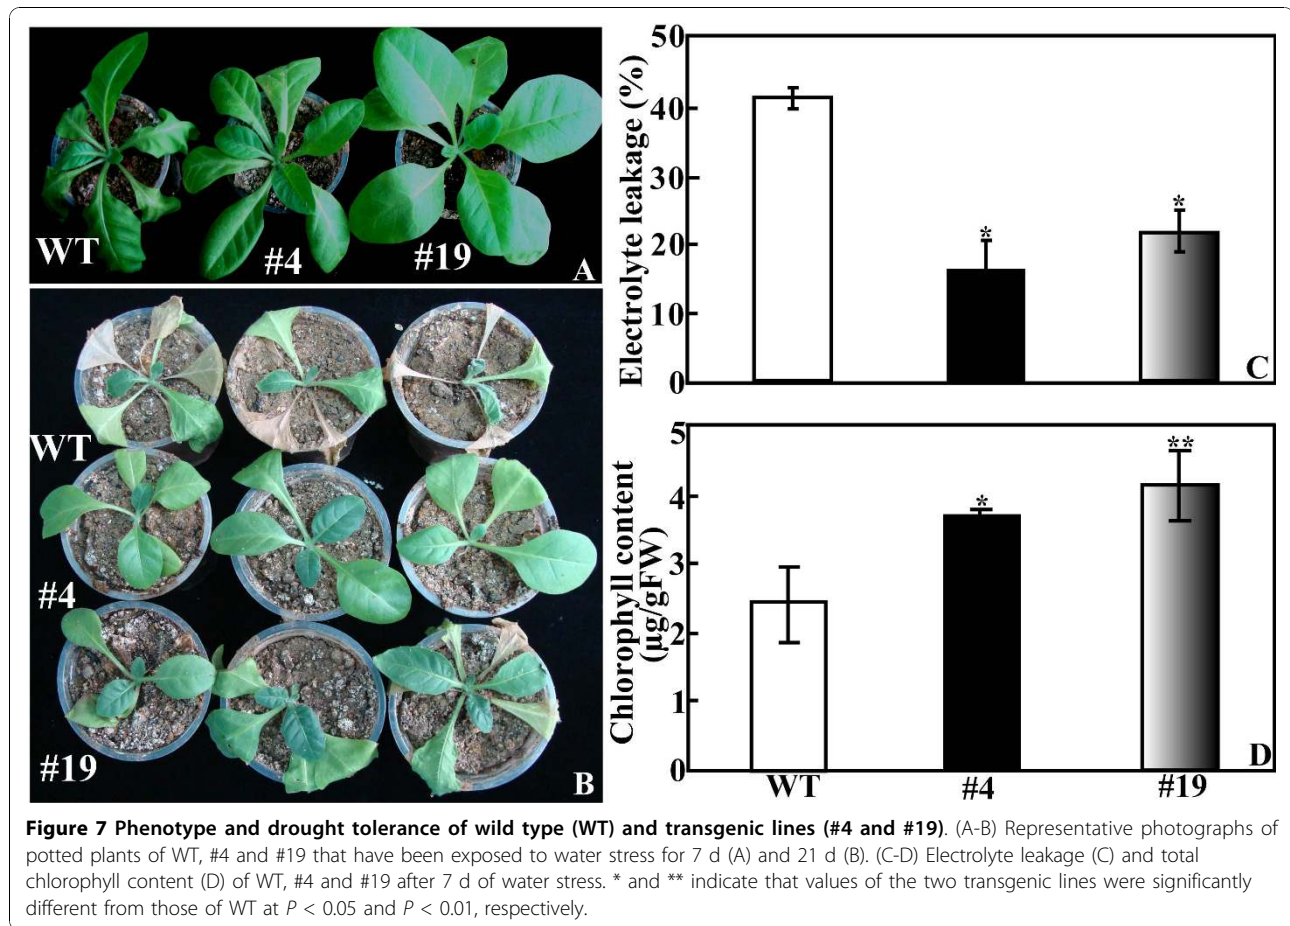 WT
#4
#19
A
WT
#4
#19
B
Electrolyte leakage (%)
50
40
30
20
10
0
*
*
C
Chlorophyll content
(µg/gFW)
5
4
3
2
1
0
*
**
D
WT #4 #19
Figure 7 Phenotype and drought tolerance of wild type (WT) and transgenic lines (#4 and #19). (A-B) Representative photographs of
potted plants of WT, #4 and #19 that have been exposed to water stress for 7 d (A) and 21 d (B). (C-D) Electrolyte leakage (C) and total
chlorophyll content (D) of WT, #4 and #19 after 7 d of water stress. * and ** indicate that values of the two transgenic lines were significantly
different from those of WT at P < 0.05 and P < 0.01, respectively.